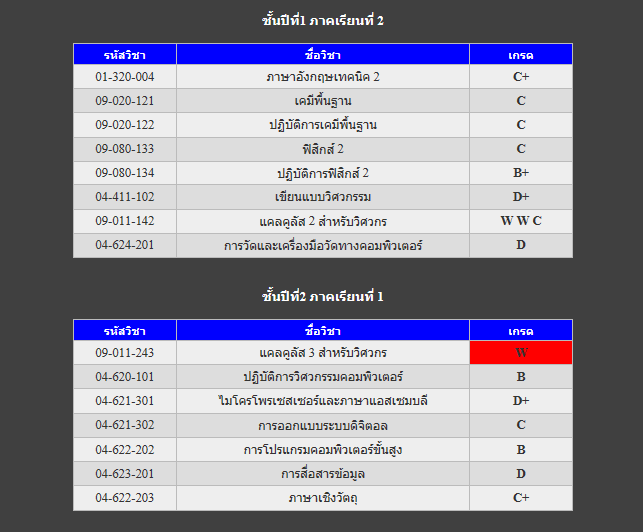 ชั้นปีที่1 ภาคเรียนที่ 2
รหัสวิชา ชื่อวิชา เกรด
01-320-004 ภาษาอังกฤษเทคนิค 2 C+
09-020-121 เคมีพื้นฐาน C
09-020-122 ปฏิบัติการเคมีพื้นฐาน C
09-080-133 ฟิสิกส์ 2 C
09-080-134 ปฏิบัติการฟิสิกส์ 2 B+
04-411-102 เขียนแบบวิศวกรรม D+
09-011-142 แคลคูลัส 2 สำหรับวิศวกร W W C
04-624-201 การวัดและเครื่องมือวัดทางคอมพิวเตอร์ D
ชั้นปีที่2 ภาคเรียนที่ 1
รหัสวิชา ชื่อวิชา เกรด
09-011-243 แคลคูลัส 3 สำหรับวิศวกร W
04-620-101 ปฏิบัติการวิศวกรรมคอมพิวเตอร์ B
04-621-301 ไมโครโพรเซสเซอร์และภาษาแอสเซมบลี D+
04-621-302 การออกแบบระบบดิจิตอล C
04-622-202 การโปรแกรมคอมพิวเตอร์ขั้นสูง B
04-623-201 การสื่อสารข้อมูล D
04-622-203 ภาษาเชิงวัตถุ C+